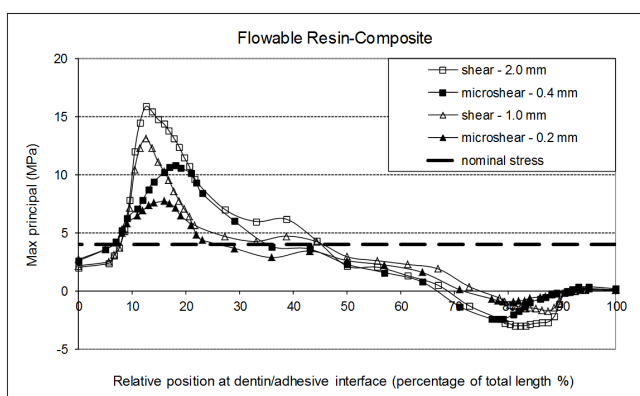 Flowable Resin-Composite
20
15
10
5
0
-5
Max principal (MPa)
shear - 2.0 mm
microshear - 0.4 mm
shear - 1.0 mm
microshear - 0.2 mm
nominal stress
0 10 20 30 40 50 60 70 80 90 100
Relative position at dentin/adhesive interface (percentage of total length %)